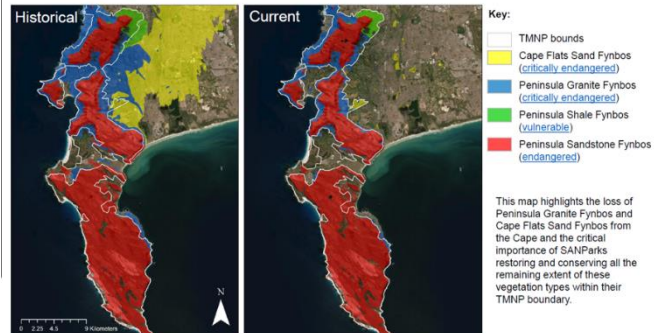 Historical
Current
0 2.25 4.5 9 Kilometers
N
Key:
TMNP bounds
Cape Flats Sand Fynbos
(critically endangered)
Peninsula Granite Fynbos
(critically endangered)
Peninsula Shale Fynbos
(vulnerable)
Peninsula Sandstone Fynbos
(endangered)
This map highlights the loss of
Peninsula Granite Fynbos and
Cape Flats Sand Fynbos from
the Cape and the critical
importance of SANParks
restoring and conserving all the
remaining extent of these
vegetation types within their
TMNP boundary.